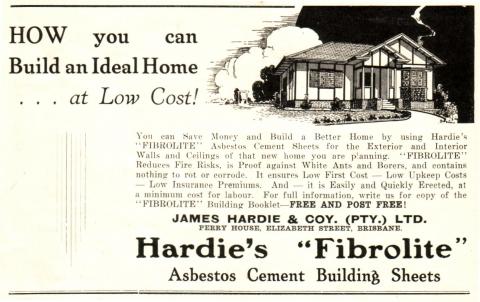 HOW you can
Build an Ideal Home
. . . at Low Cost!
You can Save Money and Build a Better Home by using Hardie's
"FIBROLITE" Asbestos Cement Sheets for the Exterior and Interior
Walls and Ceilings of that new home you are planning. "FIBROLITE"
Reduces Fire Risks, is Proof against White Ants and Borers, and contains
nothing to rot or corrode. It ensures Low First Cost — Low Upkeep Costs
— Low Insurance Premiums. And — it is Easily and Quickly Erected, at
a minimum cost for labour. For full information, write us for copy of the
"FIBROLITE" Building Booklet—FREE AND POST FREE!
JAMES HARDIE & COY. (PTY.) LTD.
PERRY HOUSE, ELIZABETH STREET, BRISBANE.
Hardie's "Fibrolite"
Asbestos Cement Building Sheets